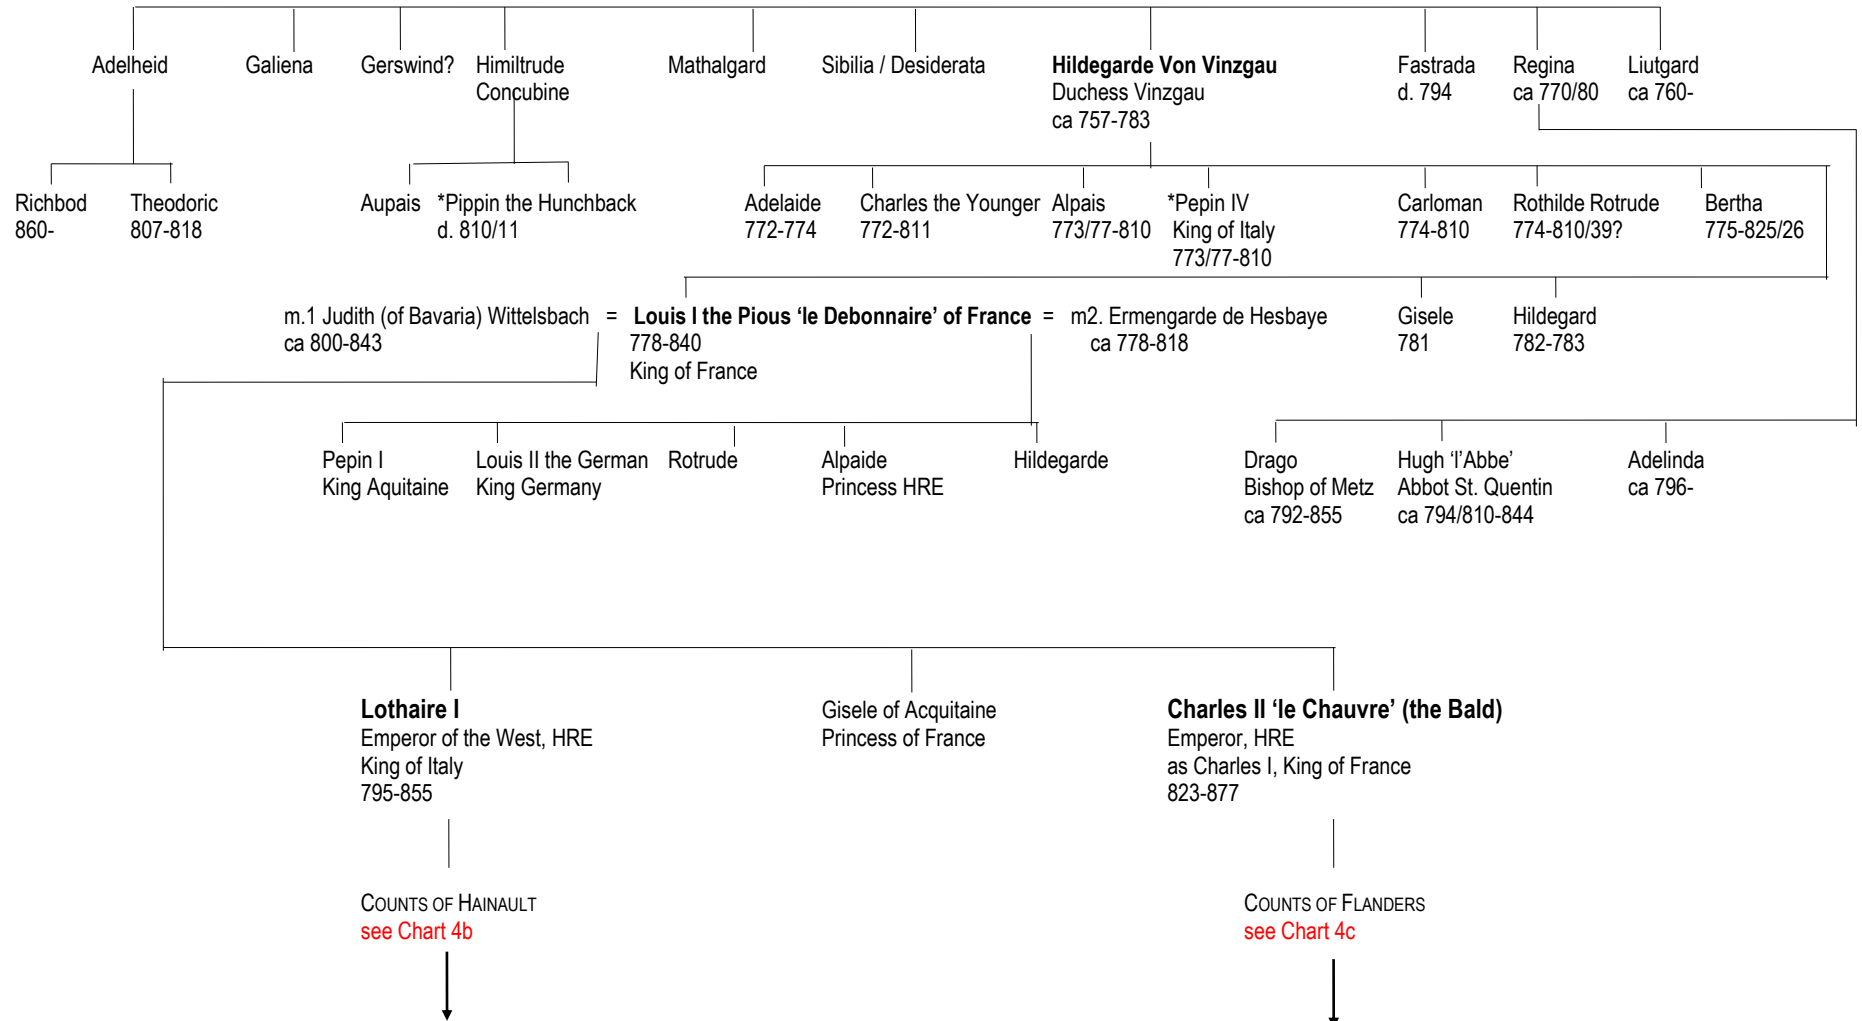 Adelheid Galiena Gerswind? Himiltrude Mathalgard Sibilia / Desiderata Hildegarde Von Vinzgau Fastrada Regina Liutgard
Concubine Duchess Vinzgau d. 794 ca 770/80 ca 760-
ca 757-783
Richbod Theodoric Aupais *Pippin the Hunchback Adelaide Charles the Younger Alpais *Pepin IV Carloman Rothilde Rotrude Bertha
860- 807-818 d. 810/11 772-774 772-811 773/77-810 King of Italy 774-810 774-810/39? 775-825/26
773/77-810
m.1 Judith (of Bavaria) Wittelsbach = Louis I the Pious ‘le Debonnaire’ of France = m2. Ermengarde de Hesbaye Gisele Hildegard
ca 800-843 778-840 ca 778-818 781 782-783
King of France
Pepin I Louis II the German Rotrude Alpaide Hildegarde Drago Hugh ‘l’Abbe’ Adelinda
King Aquitaine King Germany Princess HRE Bishop of Metz Abbot St. Quentin ca 796-
ca 792-855 ca 794/810-844
Lothaire I Gisele of Acquitaine Charles II ‘le Chauvre’ (the Bald)
Emperor of the West, HRE Princess of France Emperor, HRE
King of Italy as Charles I, King of France
795-855 823-877
COUNTS OF HAINAULT COUNTS OF FLANDERS
see Chart 4b see Chart 4c